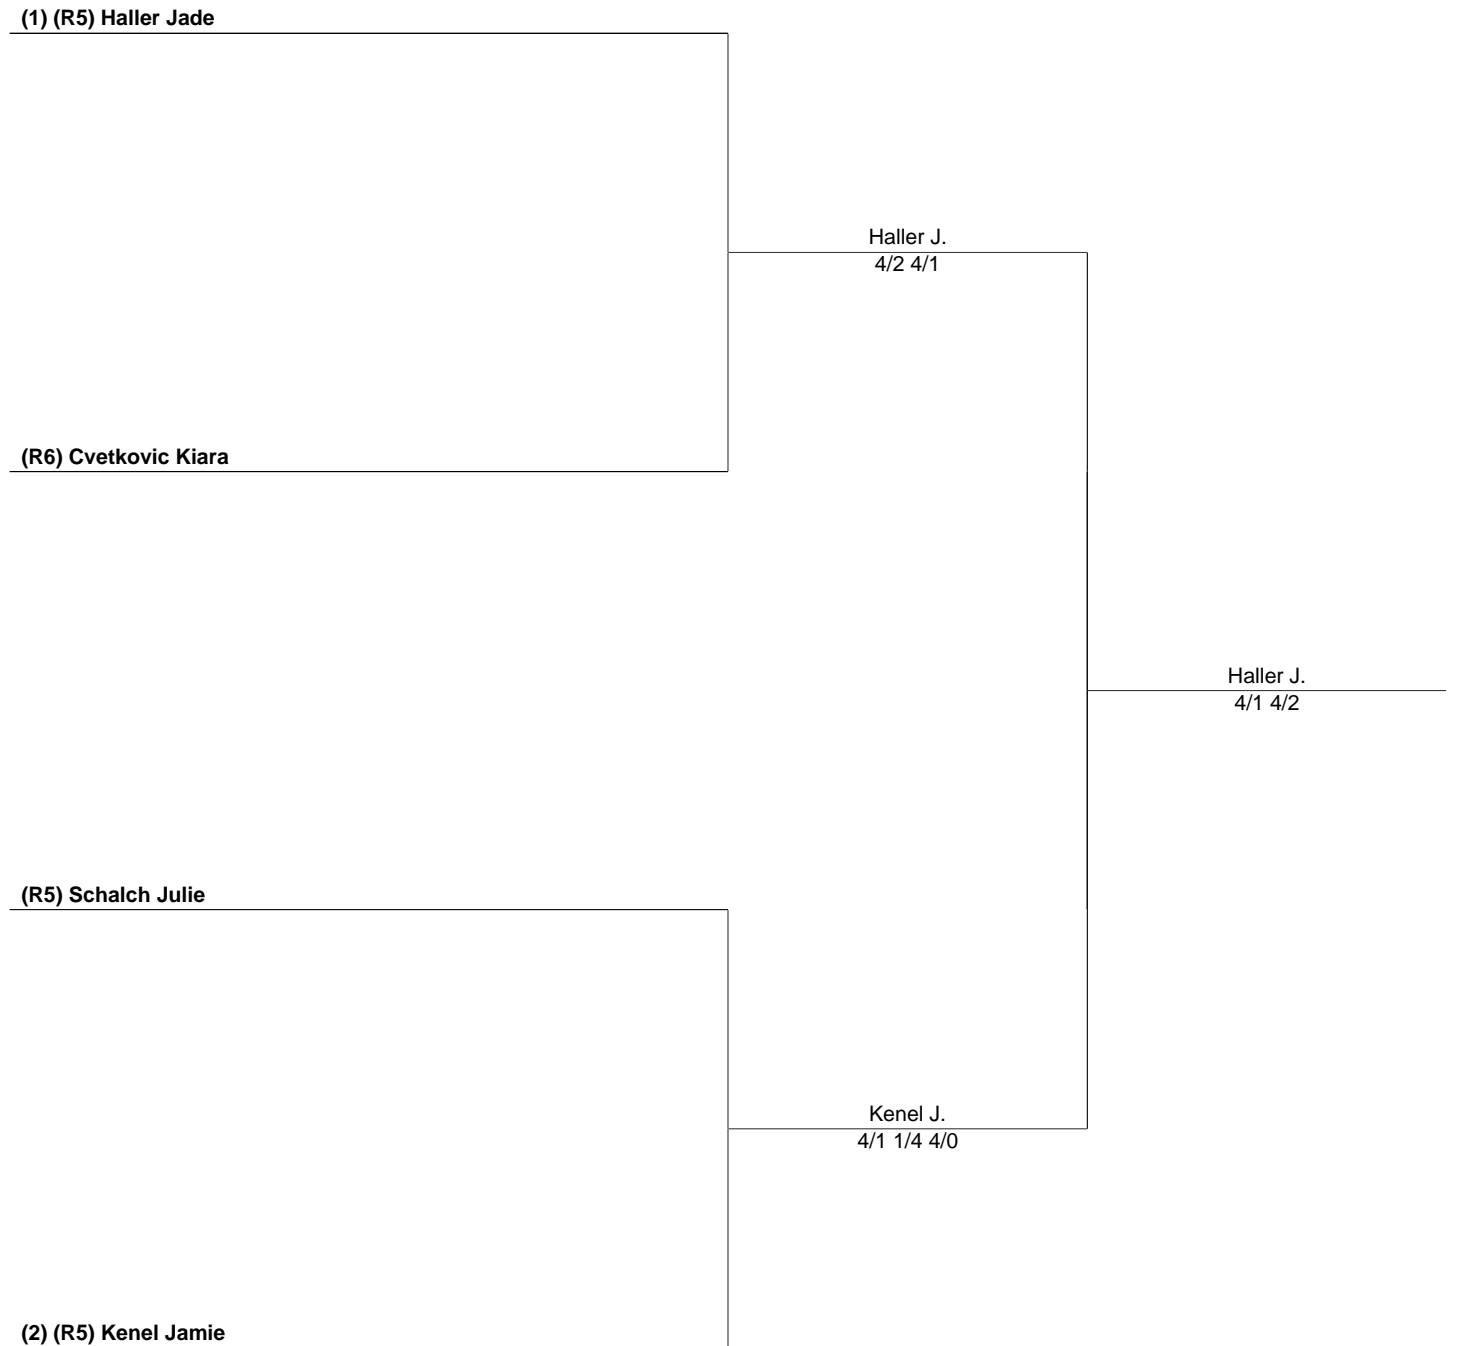 (1) (R5) Haller Jade
Haller J.
4/2 4/1
(R6) Cvetkovic Kiara
Haller J.
4/1 4/2
(R5) Schalch Julie
Kenel J.
4/1 1/4 4/0
(2) (R5) Kenel Jamie